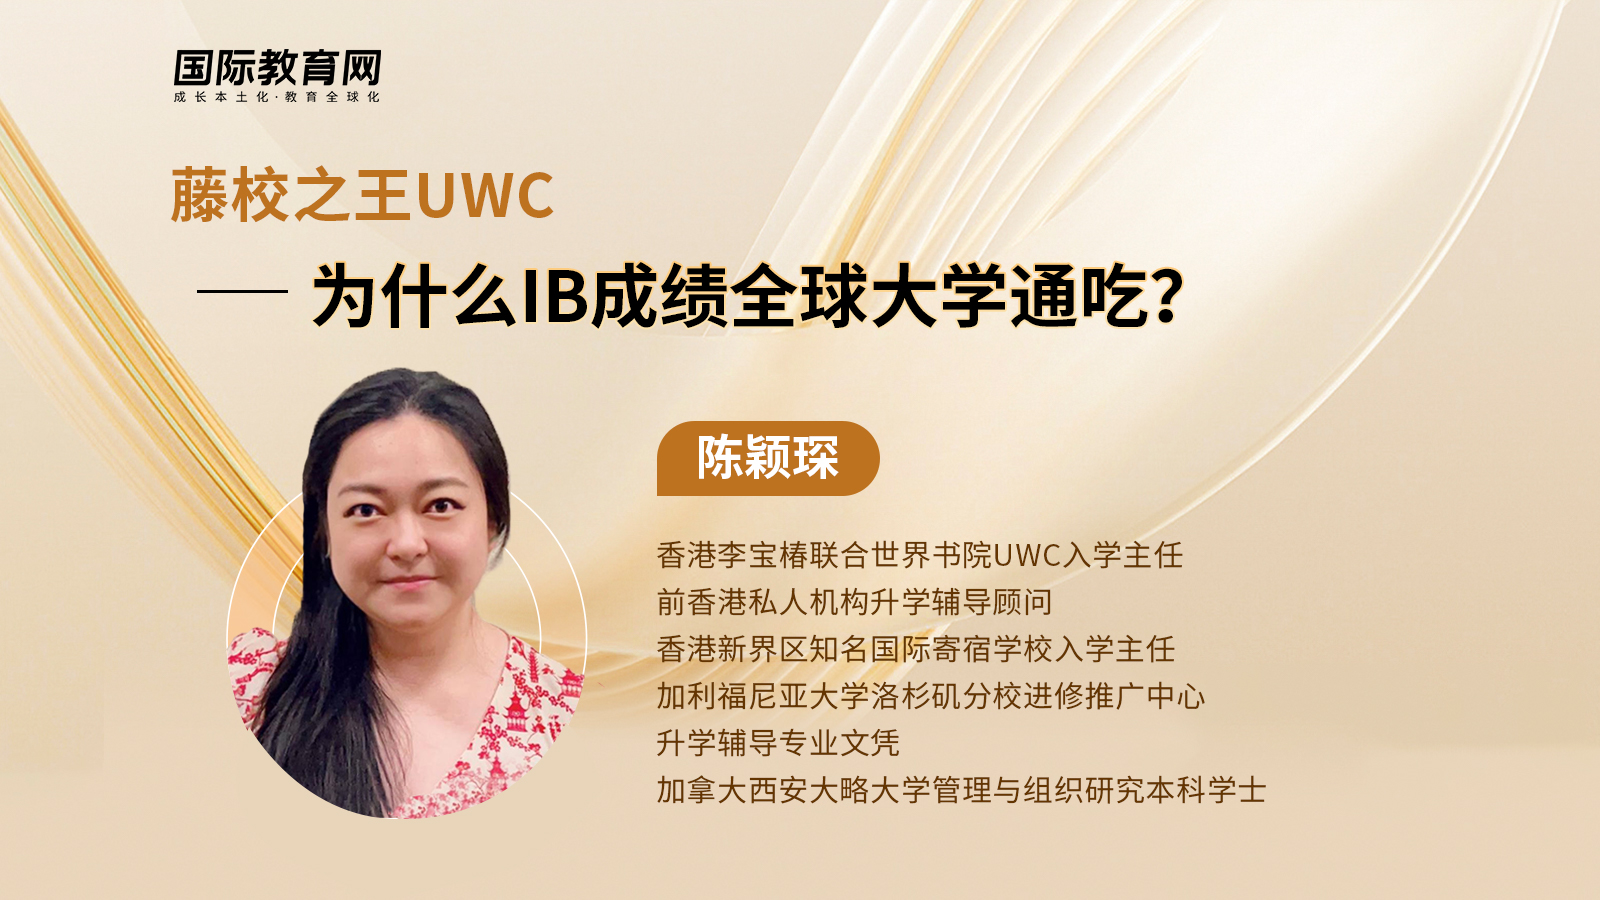 国际教育网
成长本土化·教育全球化
藤校之王UWC
——为什么IB成绩全球大学通吃？
陈颖琛
香港李宝椿联合世界书院UWC入学主任
前香港私人机构升学辅导顾问
香港新界区知名国际寄宿学校入学主任
加利福尼亚大学洛杉矶分校进修推广中心
升学辅导专业文凭
加拿大西安大略大学管理与组织研究本科学士